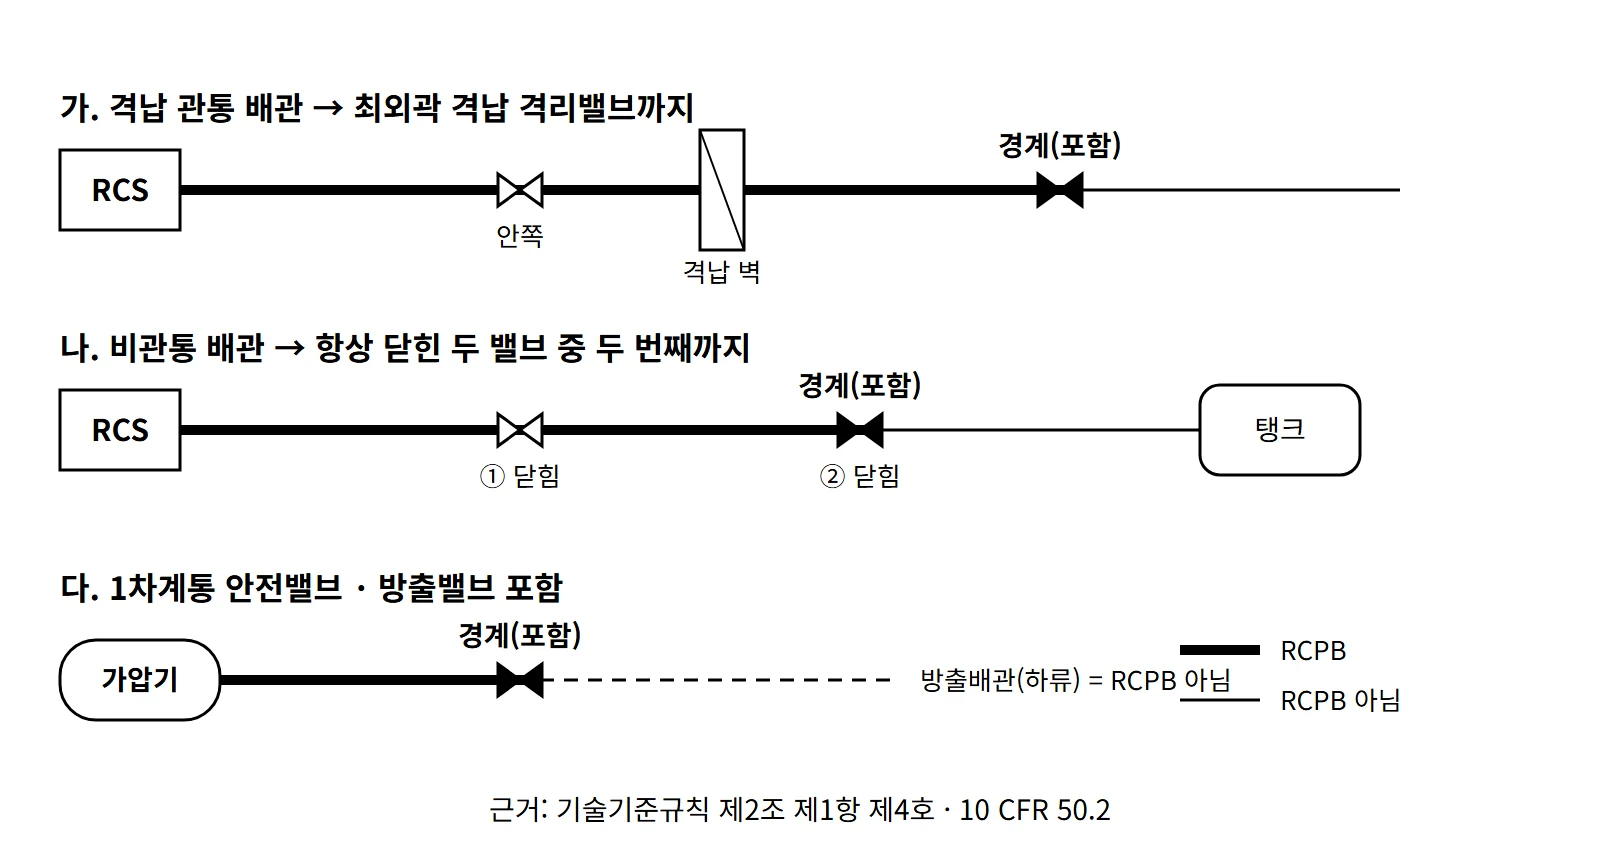 가. 격납 관통 배관 → 최외곽 격납 격리밸브까지
경계(포함)
RCS
안쪽
격납 벽
나. 비관통 배관 → 항상 닫힌 두 밸브 중 두 번째까지
경계(포함)
RCS
탱크
① 닫힘
② 닫힘
다. 1차계통 안전밸브 · 방출밸브 포함
경계(포함)
가압기
방출배관(하류) = RCPB 아님
RCPB
RCPB 아님
근거: 기술기준규칙 제2조 제1항 제4호 · 10 CFR 50.2